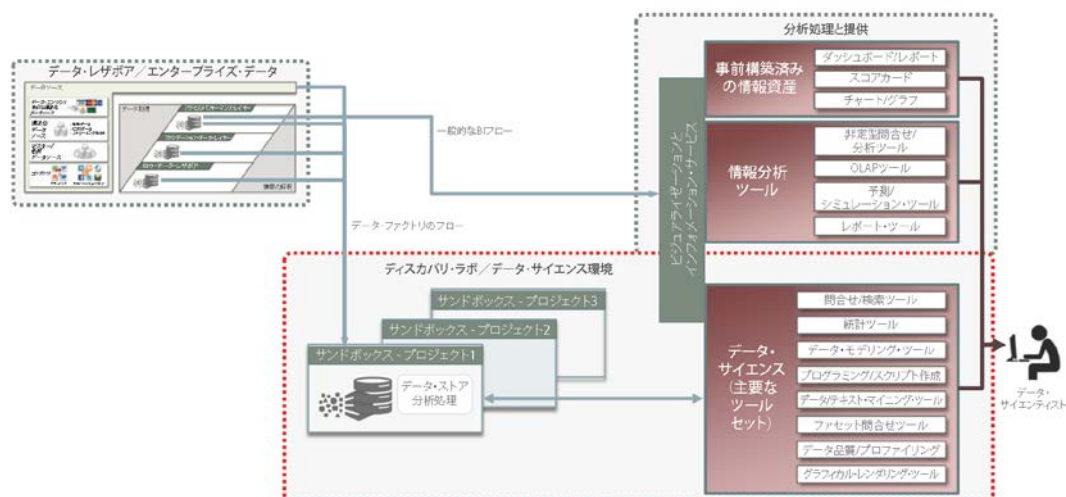 データ・レザボア／エンタープライズ・データ
データソース
データ処理
一般的なBIフロー
データ・ファクトリのフロー
分析処理と提供
ビジュアライゼーションと
インフォメーション・サービス
事前構築済み
の情報資産
ダッシュボード/レポート
スコアカード
チャート/グラフ
情報分析
ツール
非定型問合せ/
分析ツール
OLAPツール
予測/
シミュレーション・ツール
レポート・ツール
ディスカバリ・ラボ／データ・サイエンス環境
サンドボックス - プロジェクト3
サンドボックス - プロジェクト2
サンドボックス - プロジェクト1
データ・ストア
分析処理
データ・
サイエンス
（主要な
ツール
セット）
問合せ/検索ツール
統計ツール
データ・モデリング・ツール
プログラミング/スクリプト作成
データ/テキスト・マイニング・ツール
ファセット問合せツール
データ品質/プロファイリング
グラフィカル・レンダリング・ツール
データ・
サイエンティスト